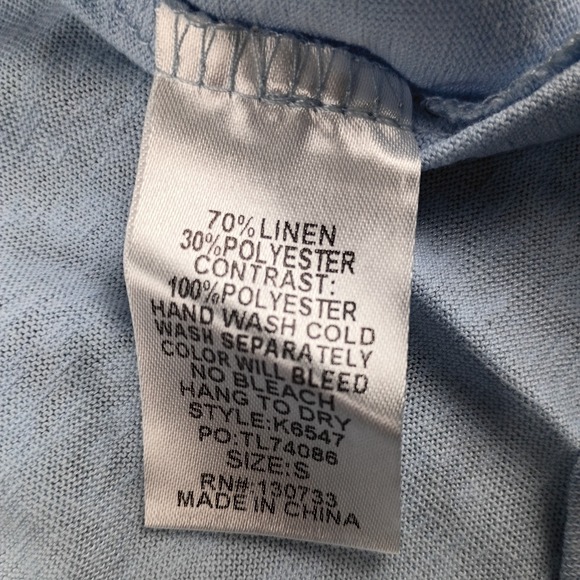 70%LINEN
30%POLYESTER
CONTRAST:
100%POLYESTER
HAND WASH COLD
WASH SEPARATELY
COLOR WILL BLEED
NO BLEACH
HANG TO DRY
STYLE:K6547
PO:TL74086
SIZE:S
RN#:130733
MADE IN CHINA